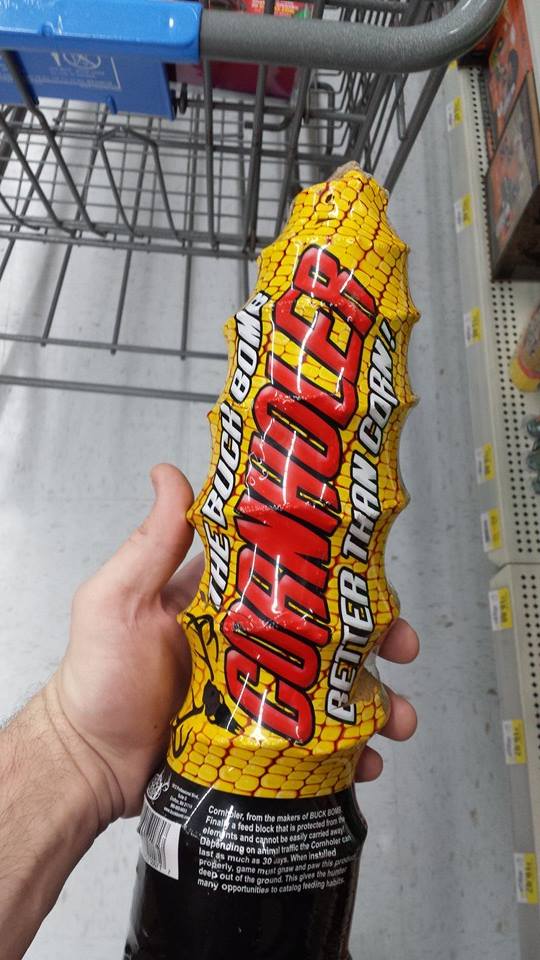 THE BUCK BOMB
CORNHOLER
BETTER THAN CORN!
Cornholer, from the makers of BUCK BOMB.
Finally a feed block that is protected from the
elements and cannot be easily carried away!
Depending on animal traffic the Cornholer can
last as much as 30 days. When installed
properly, game must gnaw and paw this product
deep out of the ground. This gives the hunter
many opportunities to catalog feeding habits.